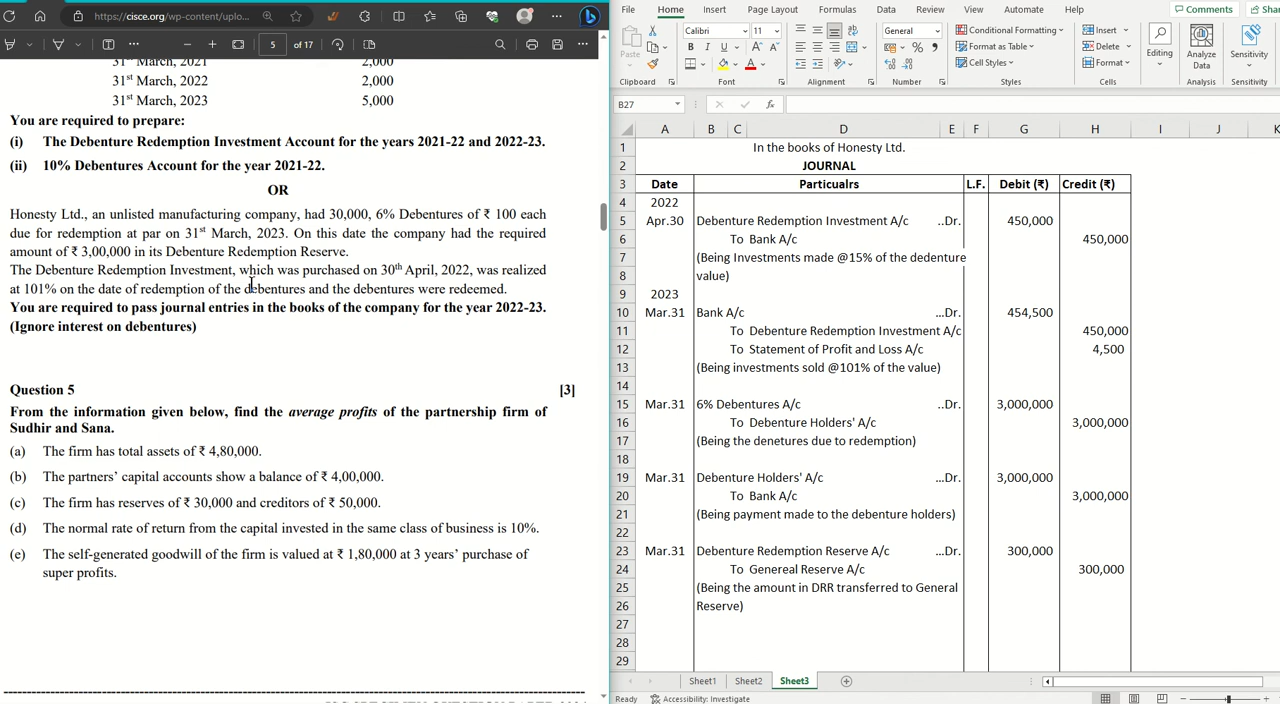 https://cisce.org/wp-content/uplo...
5 of 17
31st March, 2021 2,000
31st March, 2022 2,000
31st March, 2023 5,000
You are required to prepare:
(i) The Debenture Redemption Investment Account for the years 2021-22 and 2022-23.
(ii) 10% Debentures Account for the year 2021-22.
OR
Honesty Ltd., an unlisted manufacturing company, had 30,000, 6% Debentures of ₹ 100 each
due for redemption at par on 31st March, 2023. On this date the company had the required
amount of ₹ 3,00,000 in its Debenture Redemption Reserve.
The Debenture Redemption Investment, which was purchased on 30th April, 2022, was realized
at 101% on the date of redemption of the debentures and the debentures were redeemed.
You are required to pass journal entries in the books of the company for the year 2022-23.
(Ignore interest on debentures)
Question 5 [3]
From the information given below, find the average profits of the partnership firm of
Sudhir and Sana.
(a) The firm has total assets of ₹ 4,80,000.
(b) The partners' capital accounts show a balance of ₹ 4,00,000.
(c) The firm has reserves of ₹ 30,000 and creditors of ₹ 50,000.
(d) The normal rate of return from the capital invested in the same class of business is 10%.
(e) The self-generated goodwill of the firm is valued at ₹ 1,80,000 at 3 years' purchase of
super profits.
File Home Insert Page Layout Formulas Data Review View Automate Help Comments Shar
Paste Calibri 11 General Conditional Formatting Insert
B I U Format as Table Delete Editing Analyze Data Sensitivity
Cell Styles Format
Clipboard Font Alignment Number Styles Cells Analysis Sensitivity
B27 fx
A B C D E F G H I J K
1 In the books of Honesty Ltd.
2 JOURNAL
3 Date Particualrs L.F. Debit (₹) Credit (₹)
4 2022
5 Apr.30 Debenture Redemption Investment A/c ..Dr. 450,000
6 To Bank A/c 450,000
7 (Being Investments made @15% of the dedenture
8 value)
9 2023
10 Mar.31 Bank A/c ...Dr. 454,500
11 To Debenture Redemption Investment A/c 450,000
12 To Statement of Profit and Loss A/c 4,500
13 (Being investments sold @101% of the value)
14
15 Mar.31 6% Debentures A/c ..Dr. 3,000,000
16 To Debenture Holders' A/c 3,000,000
17 (Being the denetures due to redemption)
18
19 Mar.31 Debenture Holders' A/c ...Dr. 3,000,000
20 To Bank A/c 3,000,000
21 (Being payment made to the debenture holders)
22
23 Mar.31 Debenture Redemption Reserve A/c ...Dr. 300,000
24 To Genereal Reserve A/c 300,000
25 (Being the amount in DRR transferred to General
26 Reserve)
27
28
29
Sheet1 Sheet2 Sheet3
Ready Accessibility: Investigate